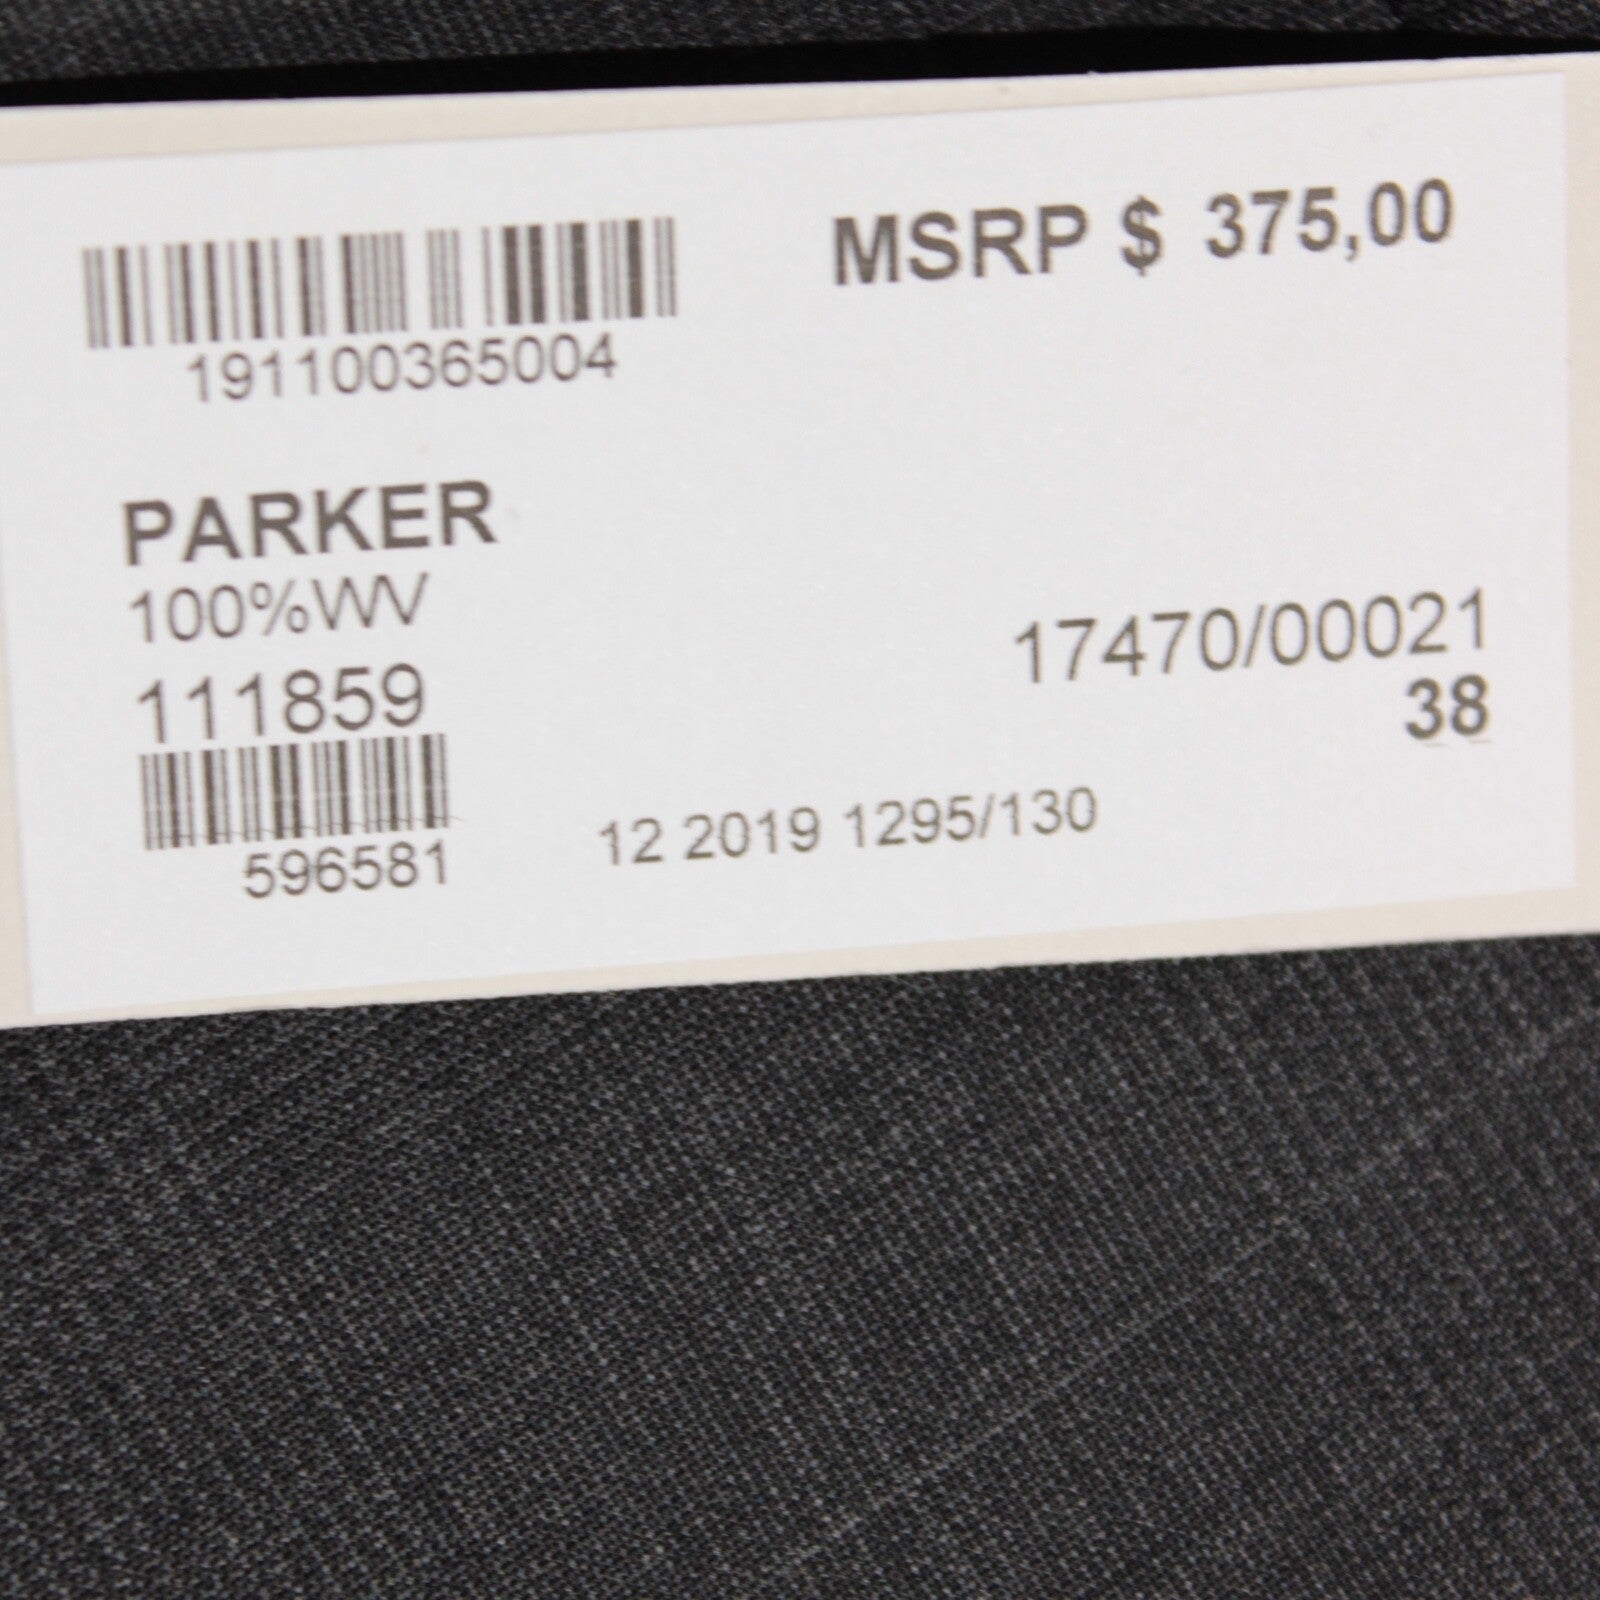 MSRP $ 375,00
191100365004
PARKER
100%WV
111859
17470/00021
38
596581
12 2019 1295/130